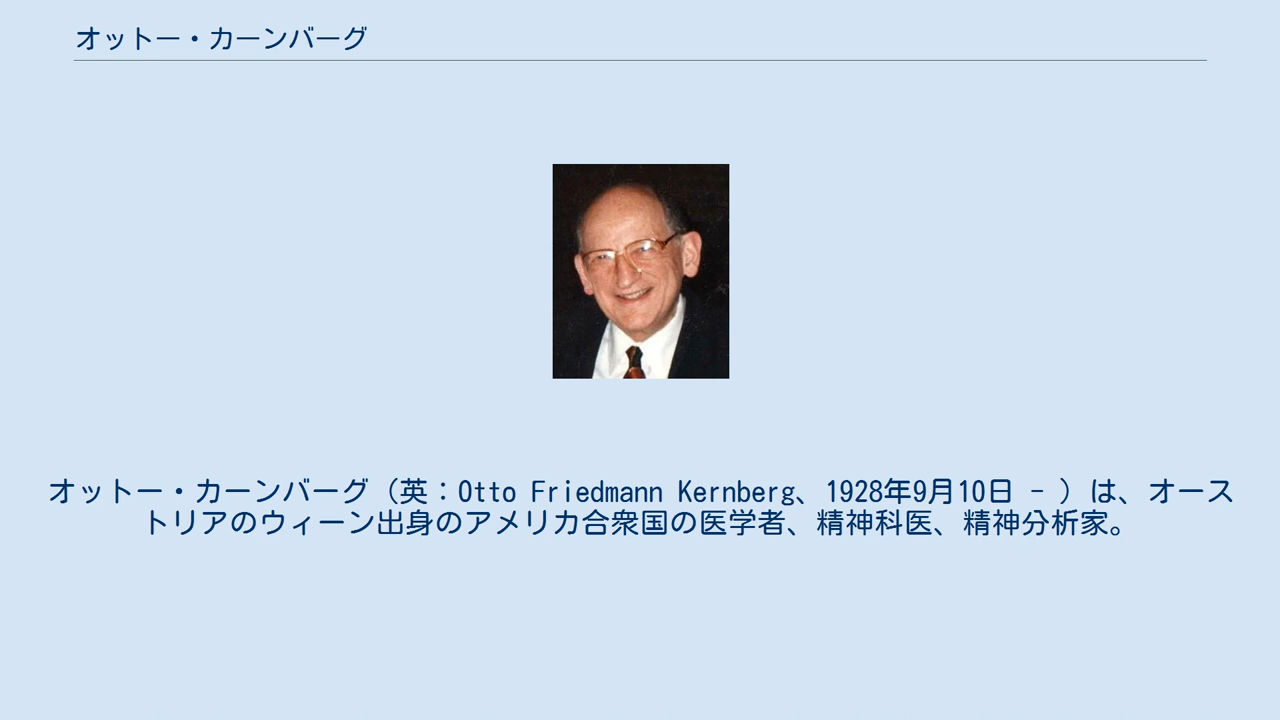 オットー・カーンバーグ
オットー・カーンバーグ（英：Otto Friedmann Kernberg、1928年9月10日 - ）は、オース
トリアのウィーン出身のアメリカ合衆国の医学者、精神科医、精神分析家。